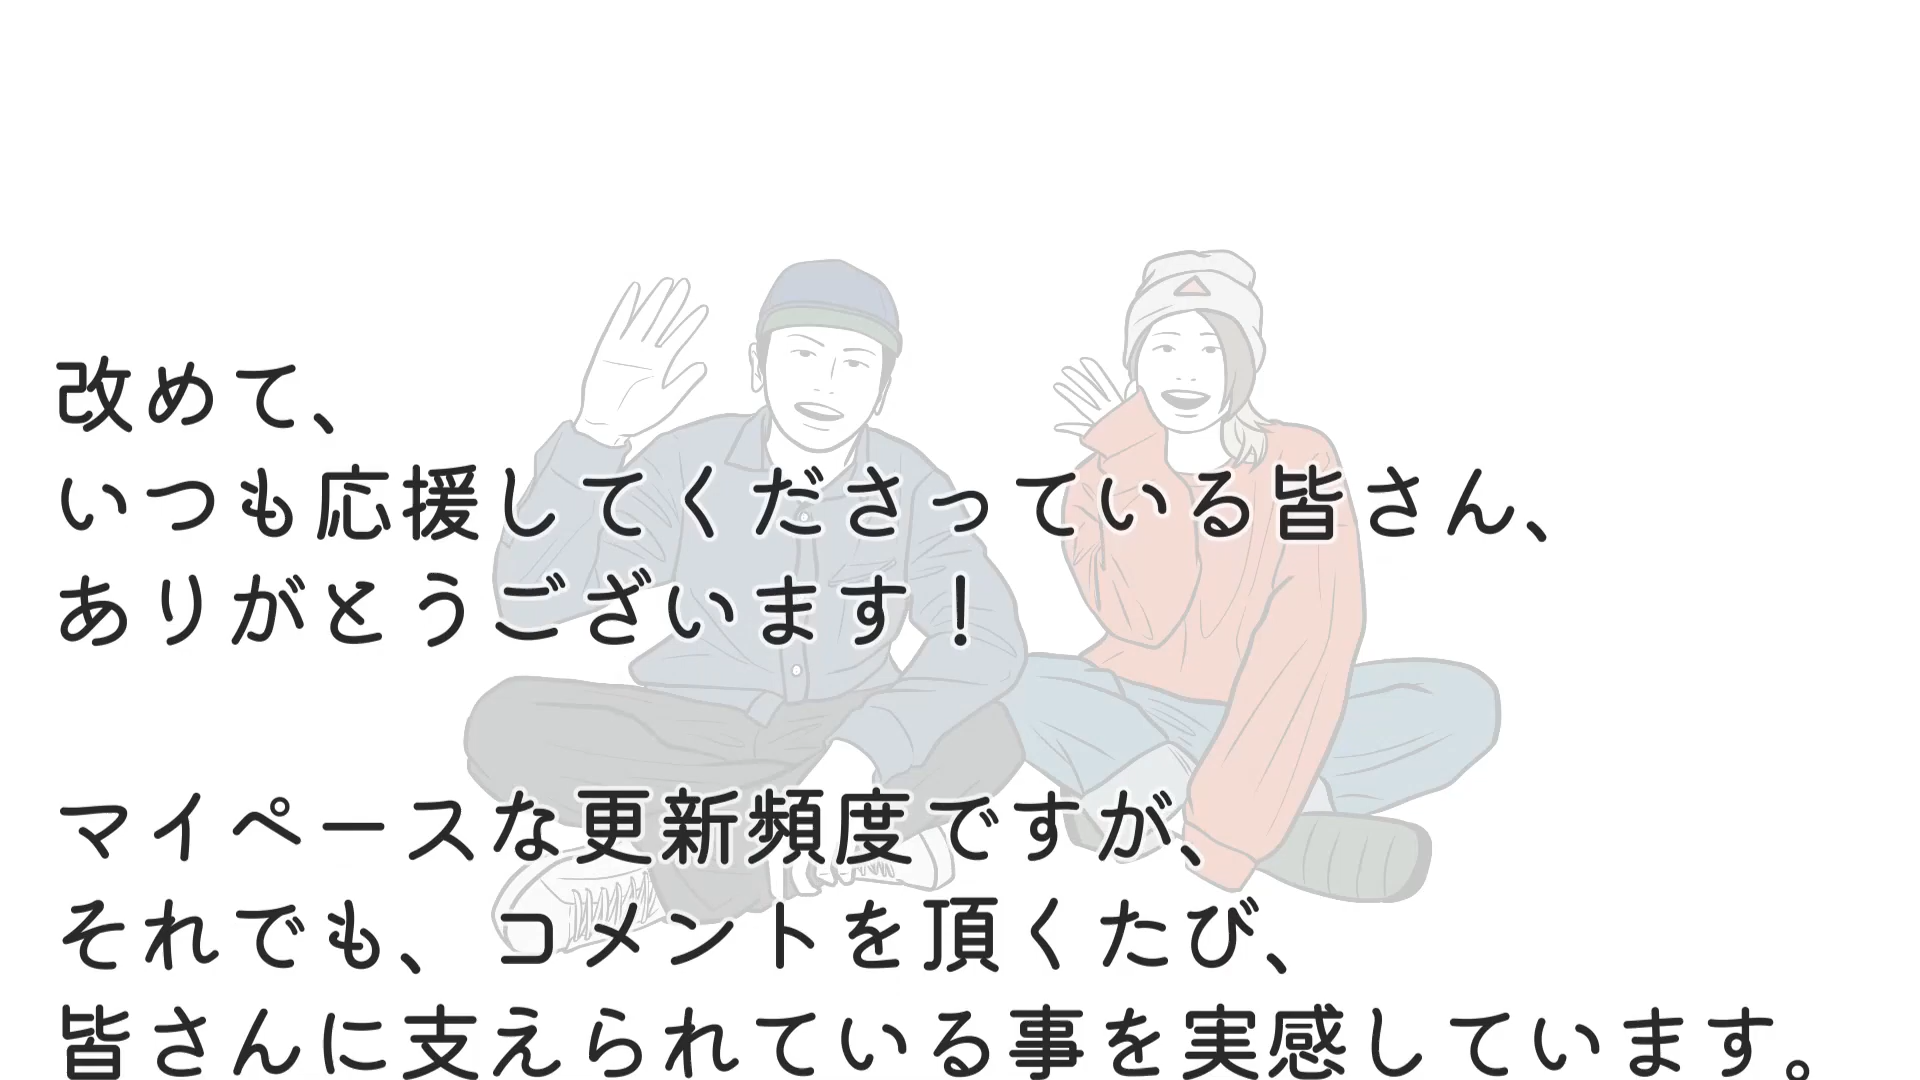 改めて、
いつも応援してくださっている皆さん、
ありがとうございます！
マイペースな更新頻度ですが、
それでも、コメントを頂くたび、
皆さんに支えられている事を実感しています。